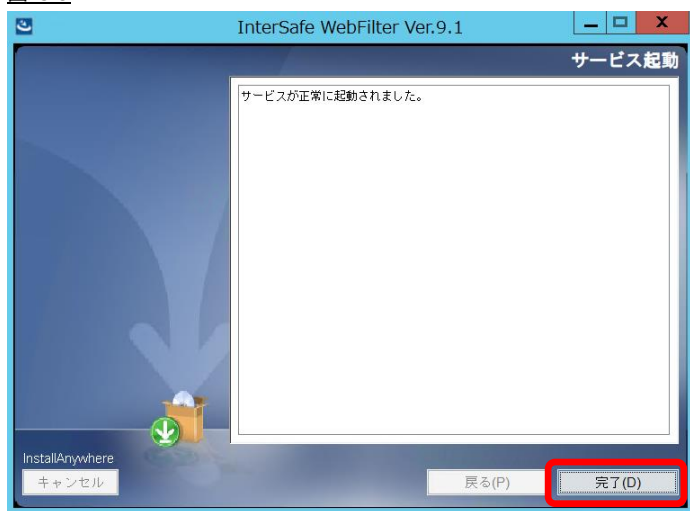 InterSafe WebFilter Ver.9.1
サービス起動
サービスが正常に起動されました。
InstallAnywhere
キャンセル
戻る(P)
完了(D)